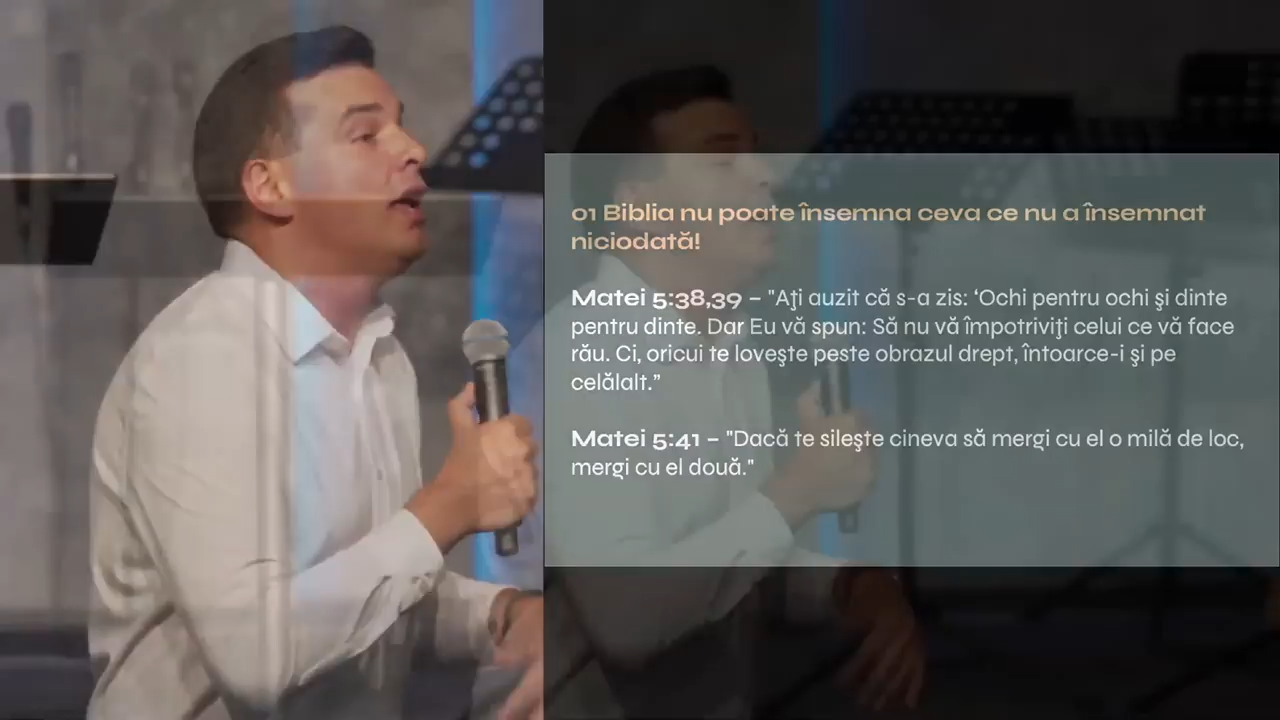 01 Biblia nu poate însemna ceva ce nu a însemnat
niciodată!
Matei 5:38,39 – "Aţi auzit că s-a zis: ‘Ochi pentru ochi şi dinte
pentru dinte. Dar Eu vă spun: Să nu vă împotriviţi celui ce vă face
rău. Ci, oricui te loveşte peste obrazul drept, întoarce-i şi pe
celălalt.”
Matei 5:41 – "Dacă te sileşte cineva să mergi cu el o milă de loc,
mergi cu el două."